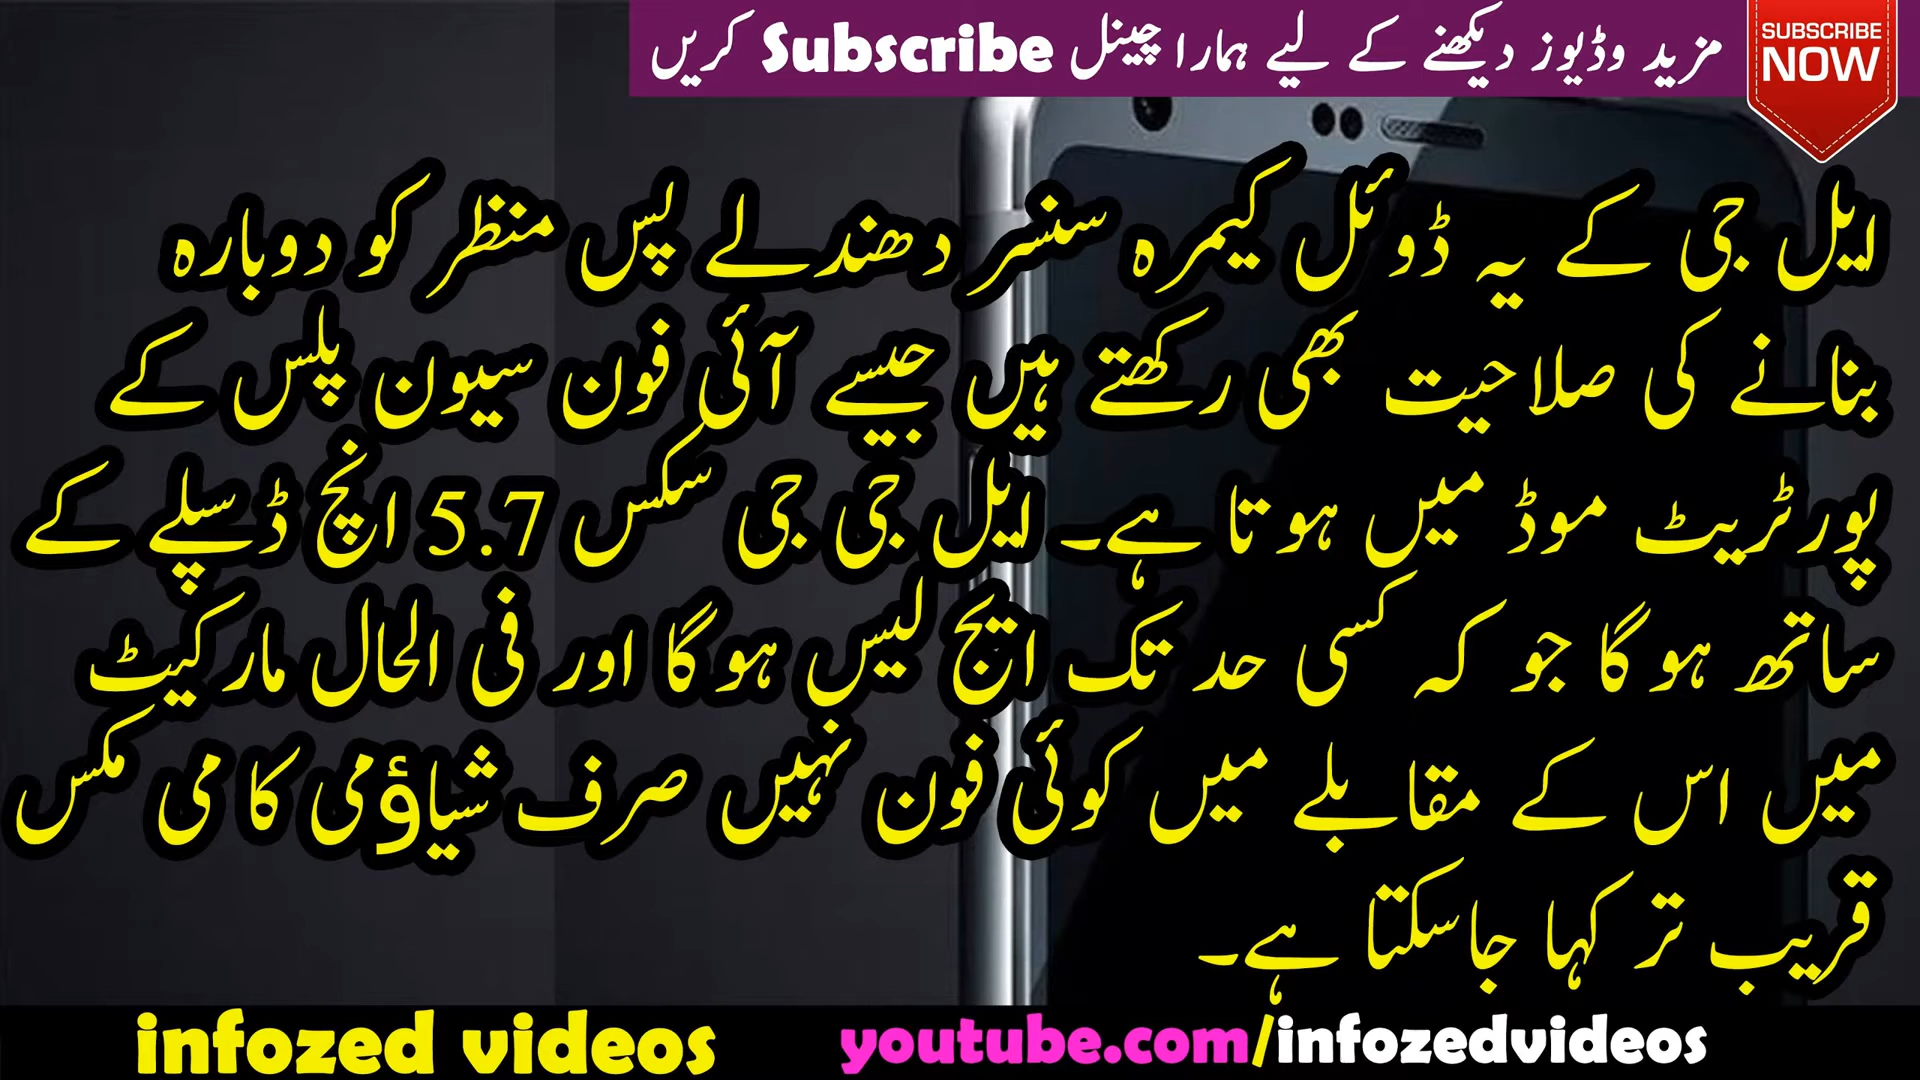 مزید وڈیوز دیکھنے کے لیے ہمارا چینل Subscribe کریں
SUBSCRIBE
NOW
ایل جی کے یہ ڈوئل کیمرہ سنسر دھندلے پس منظر کو دوبارہ
بنانے کی صلاحیت بھی رکھتے ہیں جیسے آئی فون سیون پلس کے
پورٹریٹ موڈ میں ہوتا ہے۔ ایل جی جی سکس 5.7 انچ ڈسپلے کے
ساتھ ہوگا جو کہ کسی حد تک ایج لیس ہوگا اور فی الحال مارکیٹ
میں اس کے مقابلے میں کوئی فون نہیں صرف شیاؤمی کا می مکس
قریب تر کہا جاسکتا ہے۔
infozed videos
youtube.com/infozedvideos